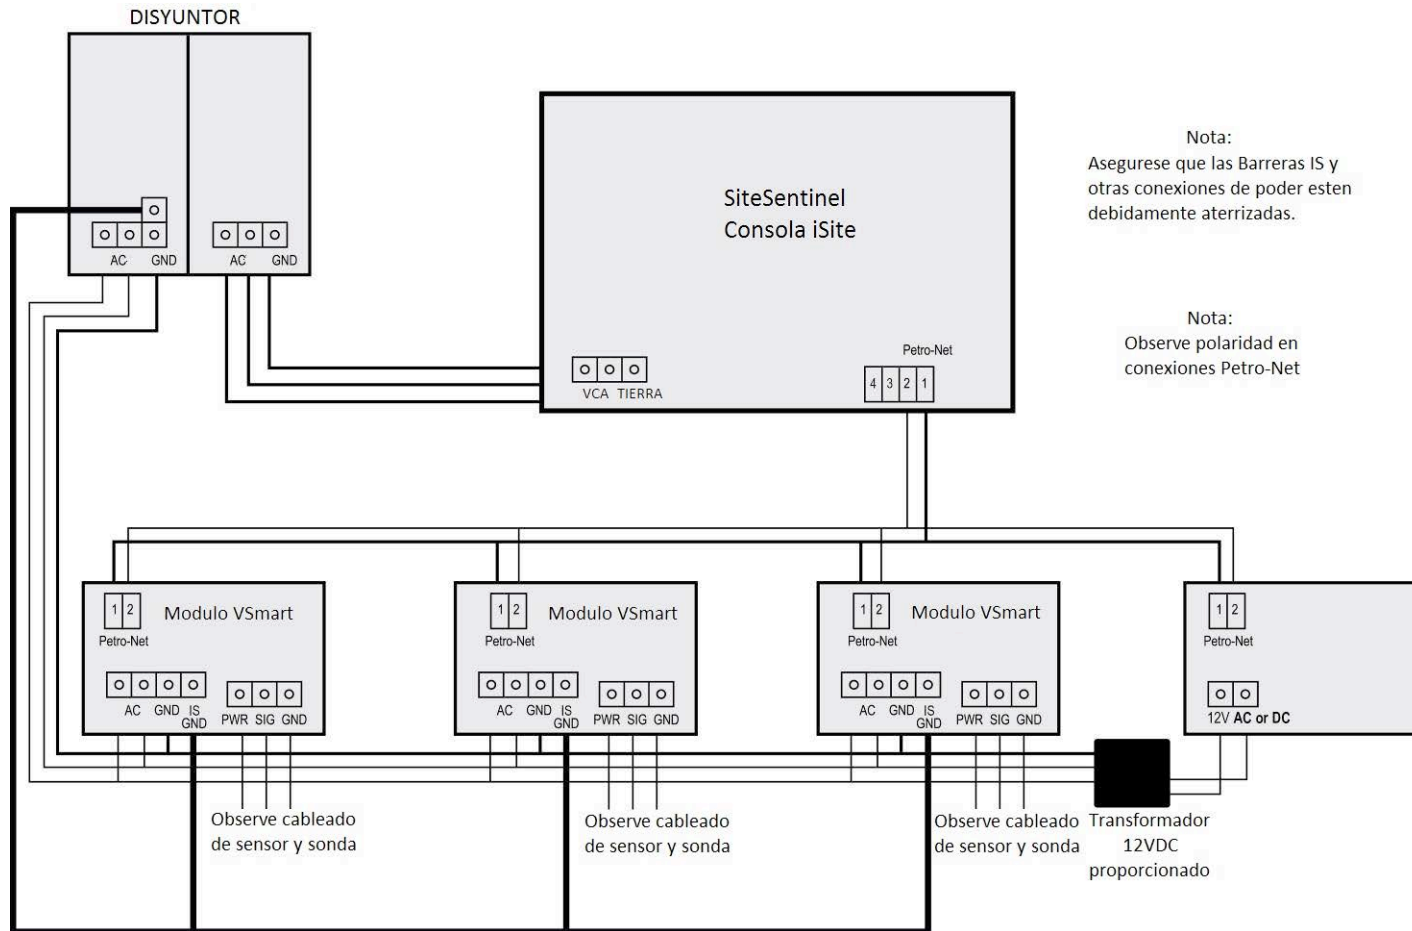 DISYUNTOR
AC GND
AC GND
SiteSentinel
Consola iSite
Petro-Net
4 3 2 1
VCA TIERRA
Nota:
Asegurese que las Barreras IS y
otras conexiones de poder esten
debidamente aterrizadas.
Nota:
Observe polaridad en
conexiones Petro-Net
1 2
Modulo VSmart
Petro-Net
AC GND IS
GND
PWR SIG GND
Observe cableado
de sensor y sonda
1 2
Modulo VSmart
Petro-Net
AC GND IS
GND
PWR SIG GND
Observe cableado
de sensor y sonda
1 2
Modulo VSmart
Petro-Net
AC GND IS
GND
PWR SIG GND
Observe cableado
de sensor y sonda
1 2
Petro-Net
12V AC or DC
Transformador
12VDC
proporcionado